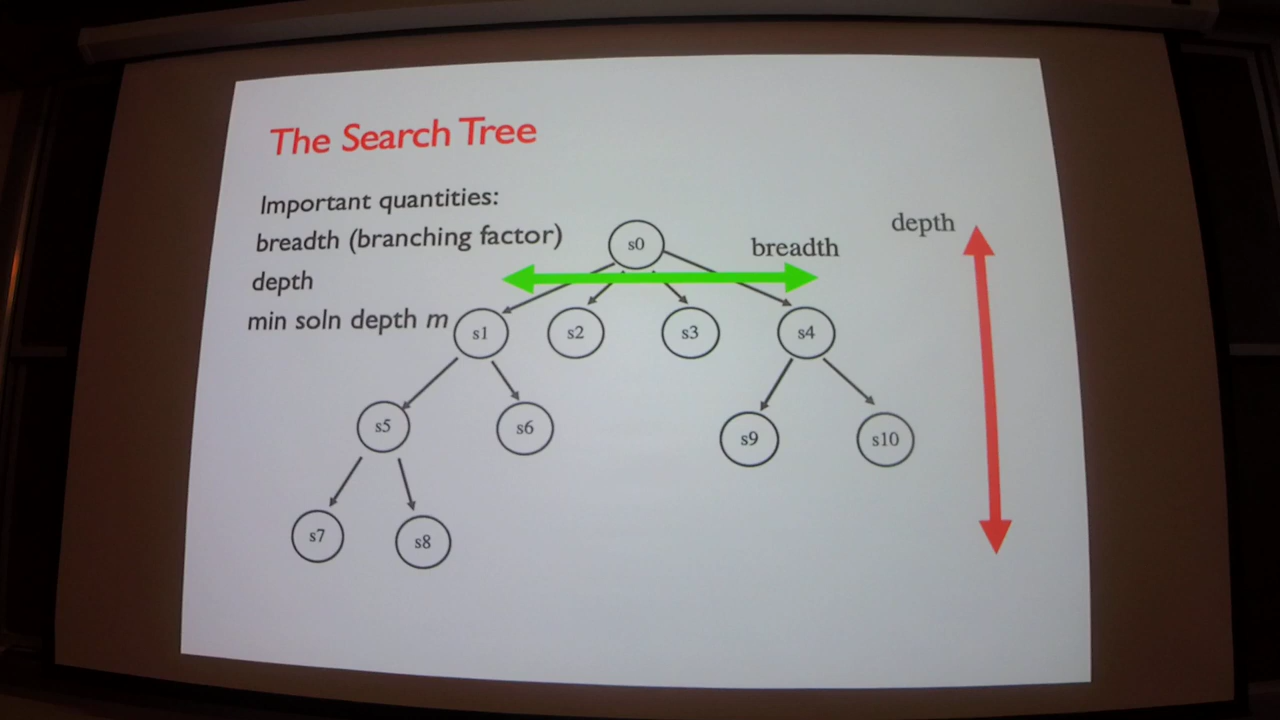 The Search Tree
Important quantities:
breadth (branching factor)
depth
min soln depth m
breadth
depth
s0
s1
s2
s3
s4
s5
s6
s9
s10
s7
s8